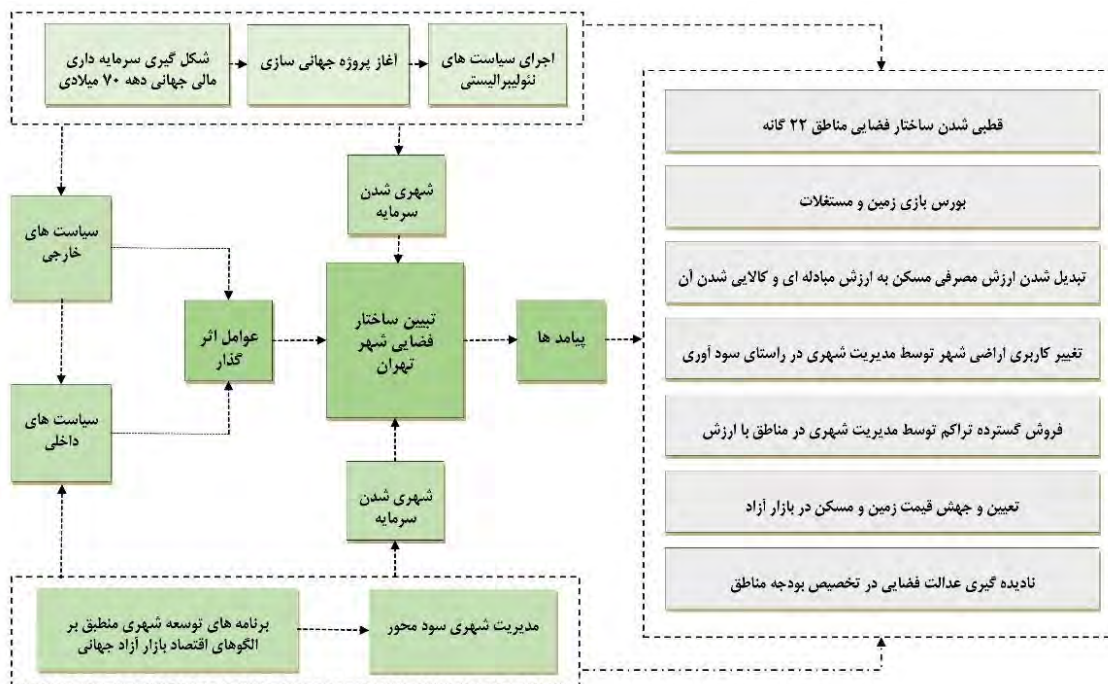 شکل گیری سرمایه داری
مالی جهانی دهه ۷۰ میلادی
آغاز پروژه جهانی سازی
اجرای سیاست های
نئولیبرالیستی
شهری شدن
سرمایه
سیاست های
خارجی
عوامل اثر
گذار
تبیین ساختار
فضایی شهر
تهران
پیامد ها
سیاست های
داخلی
شهری شدن
سرمایه
برنامه های توسعه شهری منطبق بر
الگوهای اقتصاد بازار آزاد جهانی
مدیریت شهری سود محور
قطبی شدن ساختار فضایی مناطق ۲۲ گانه
بورس بازی زمین و مستغلات
تبدیل شدن ارزش مصرفی مسکن به ارزش مبادله ای و کالایی شدن آن
تغییر کاربری اراضی شهر توسط مدیریت شهری در راستای سود آوری
فروش گسترده تراکم توسط مدیریت شهری در مناطق با ارزش
تعیین و جهش قیمت زمین و مسکن در بازار آزاد
نادیده گیری عدالت فضایی در تخصیص بودجه مناطق